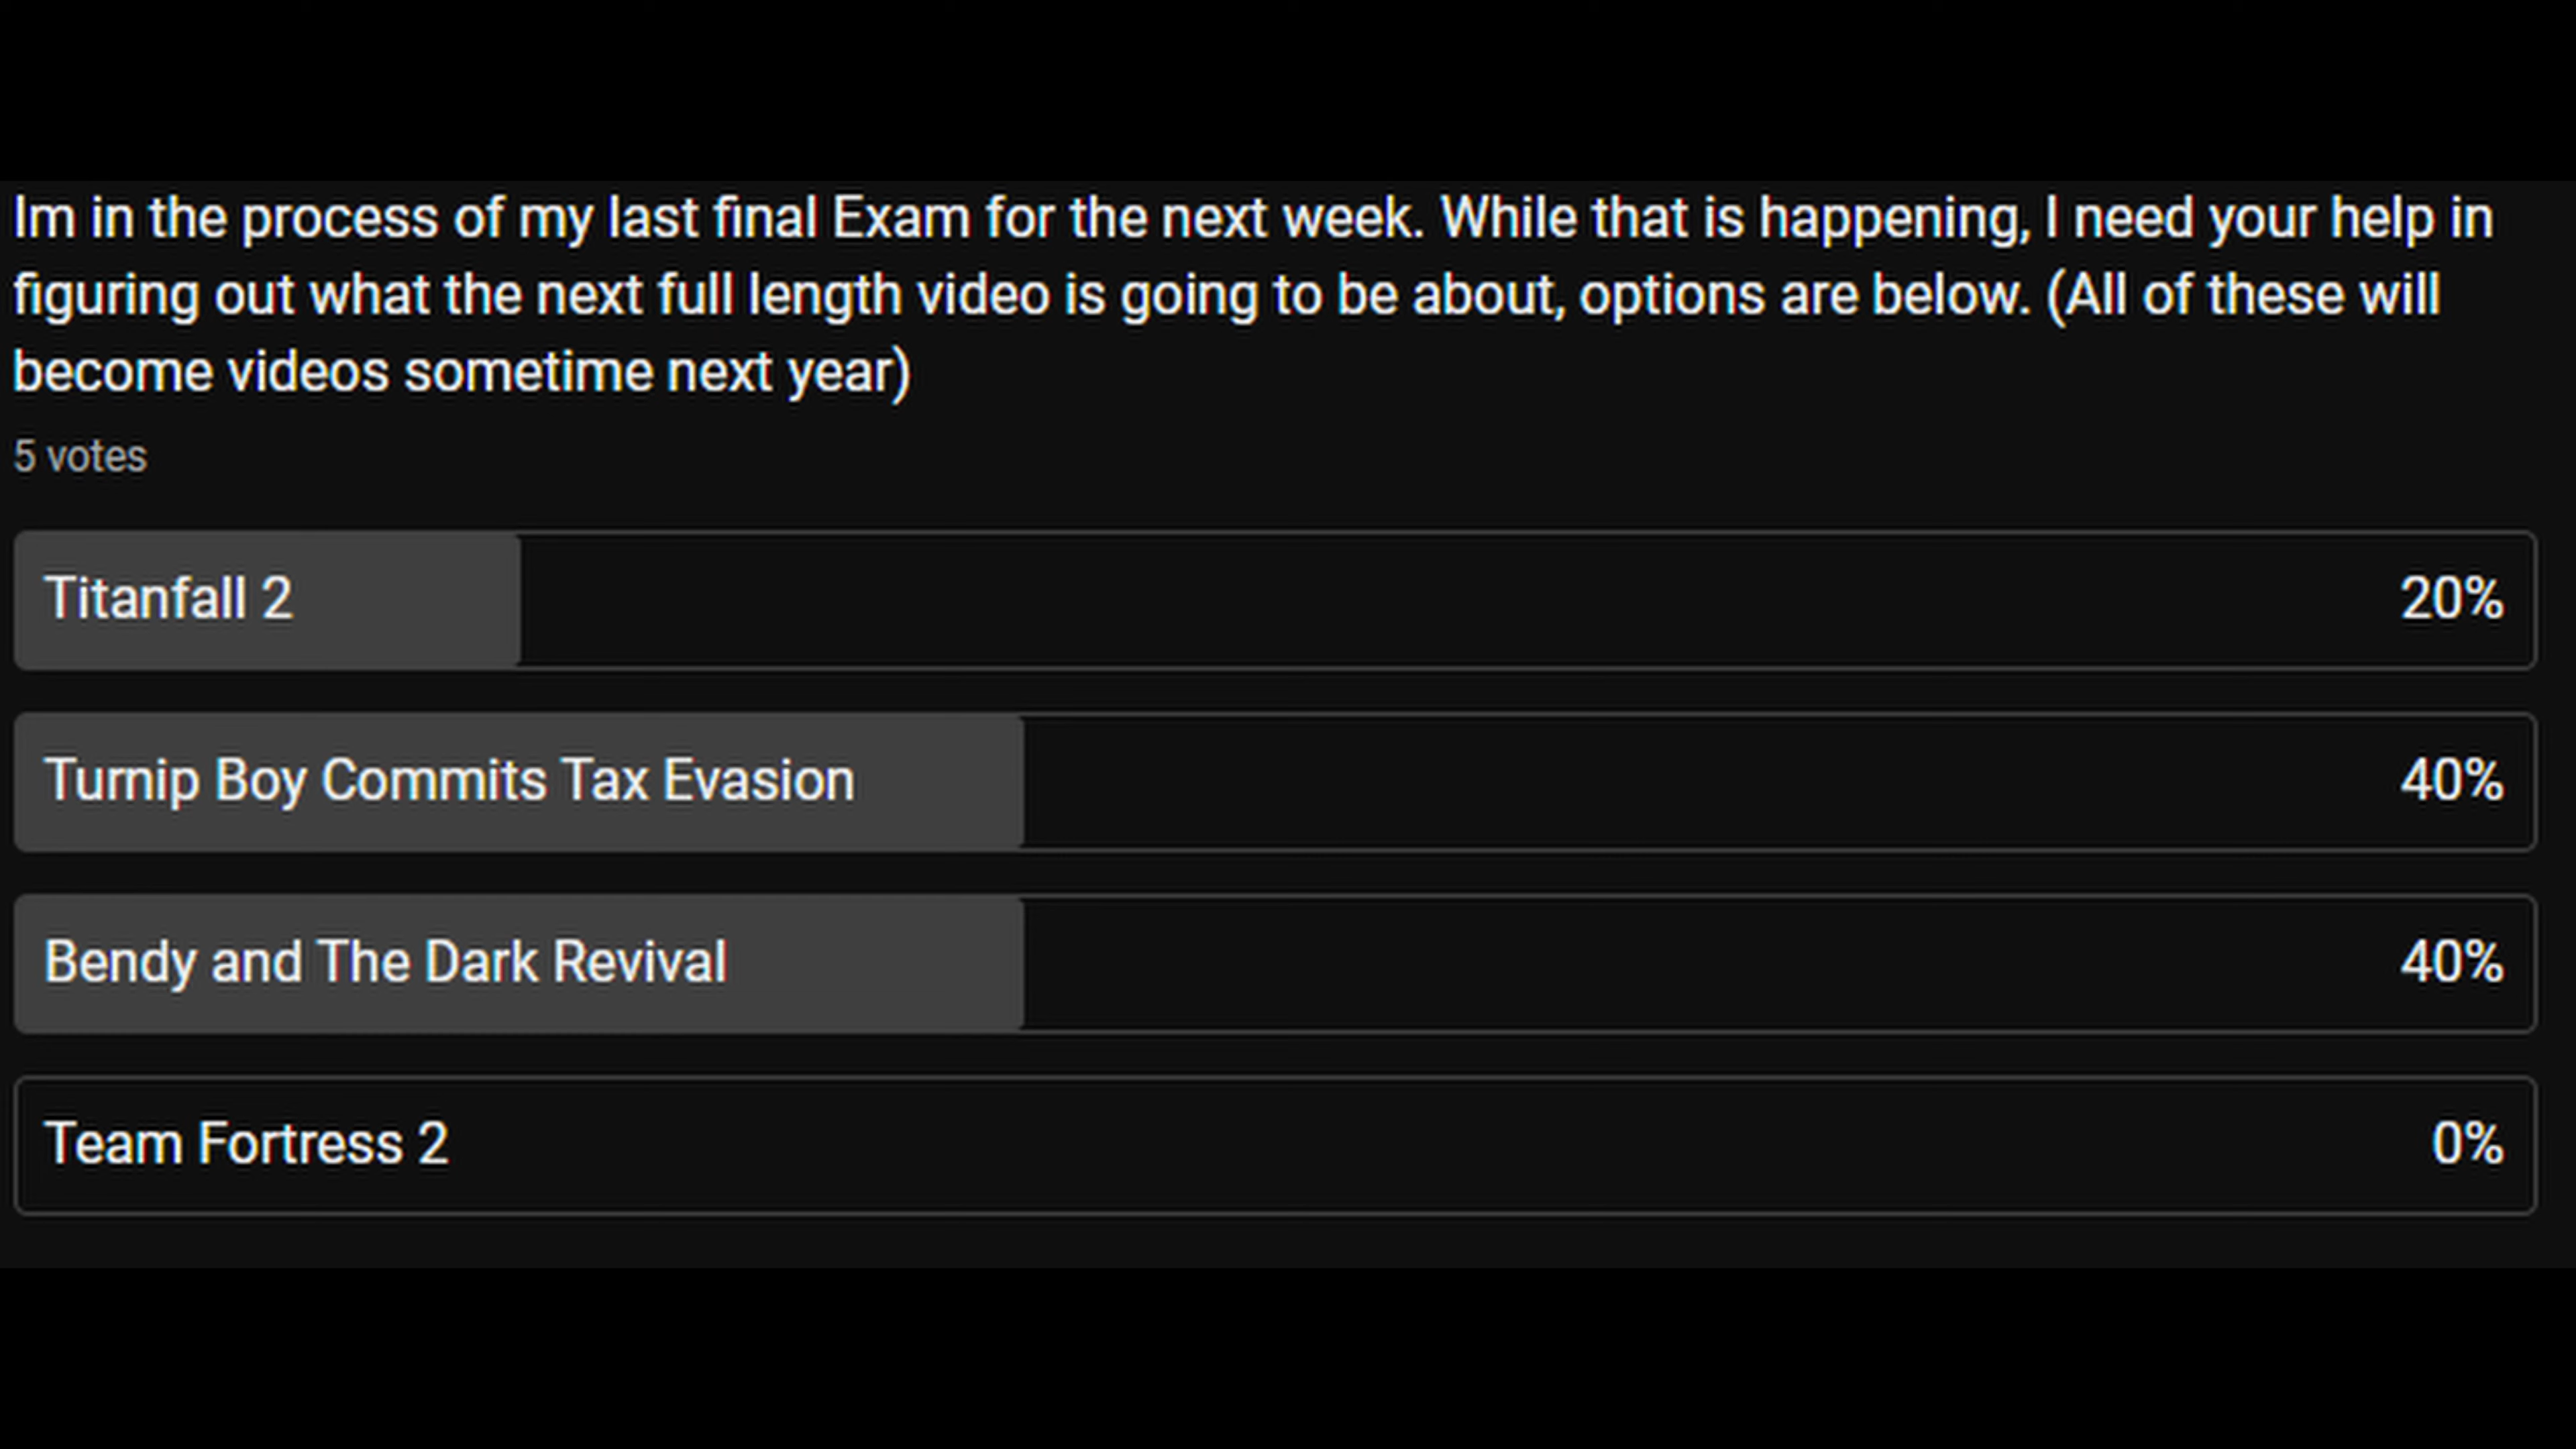 Im in the process of my last final Exam for the next week. While that is happening, I need your help in
figuring out what the next full length video is going to be about, options are below. (All of these will
become videos sometime next year)
5 votes
Titanfall 2 20%
Turnip Boy Commits Tax Evasion 40%
Bendy and The Dark Revival 40%
Team Fortress 2 0%